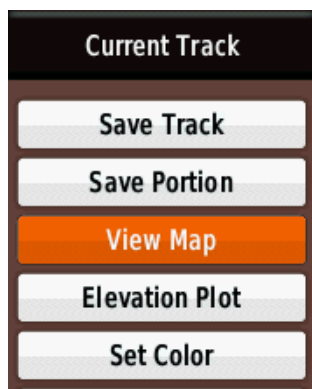 Current Track
Save Track
Save Portion
View Map
Elevation Plot
Set Color